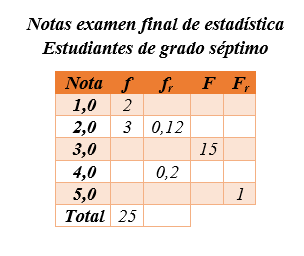 Notas examen final de estadística
Estudiantes de grado séptimo
Nota f fr F Fr
1,0 2
2,0 3 0,12
3,0 15
4,0 0,2
5,0 1
Total 25